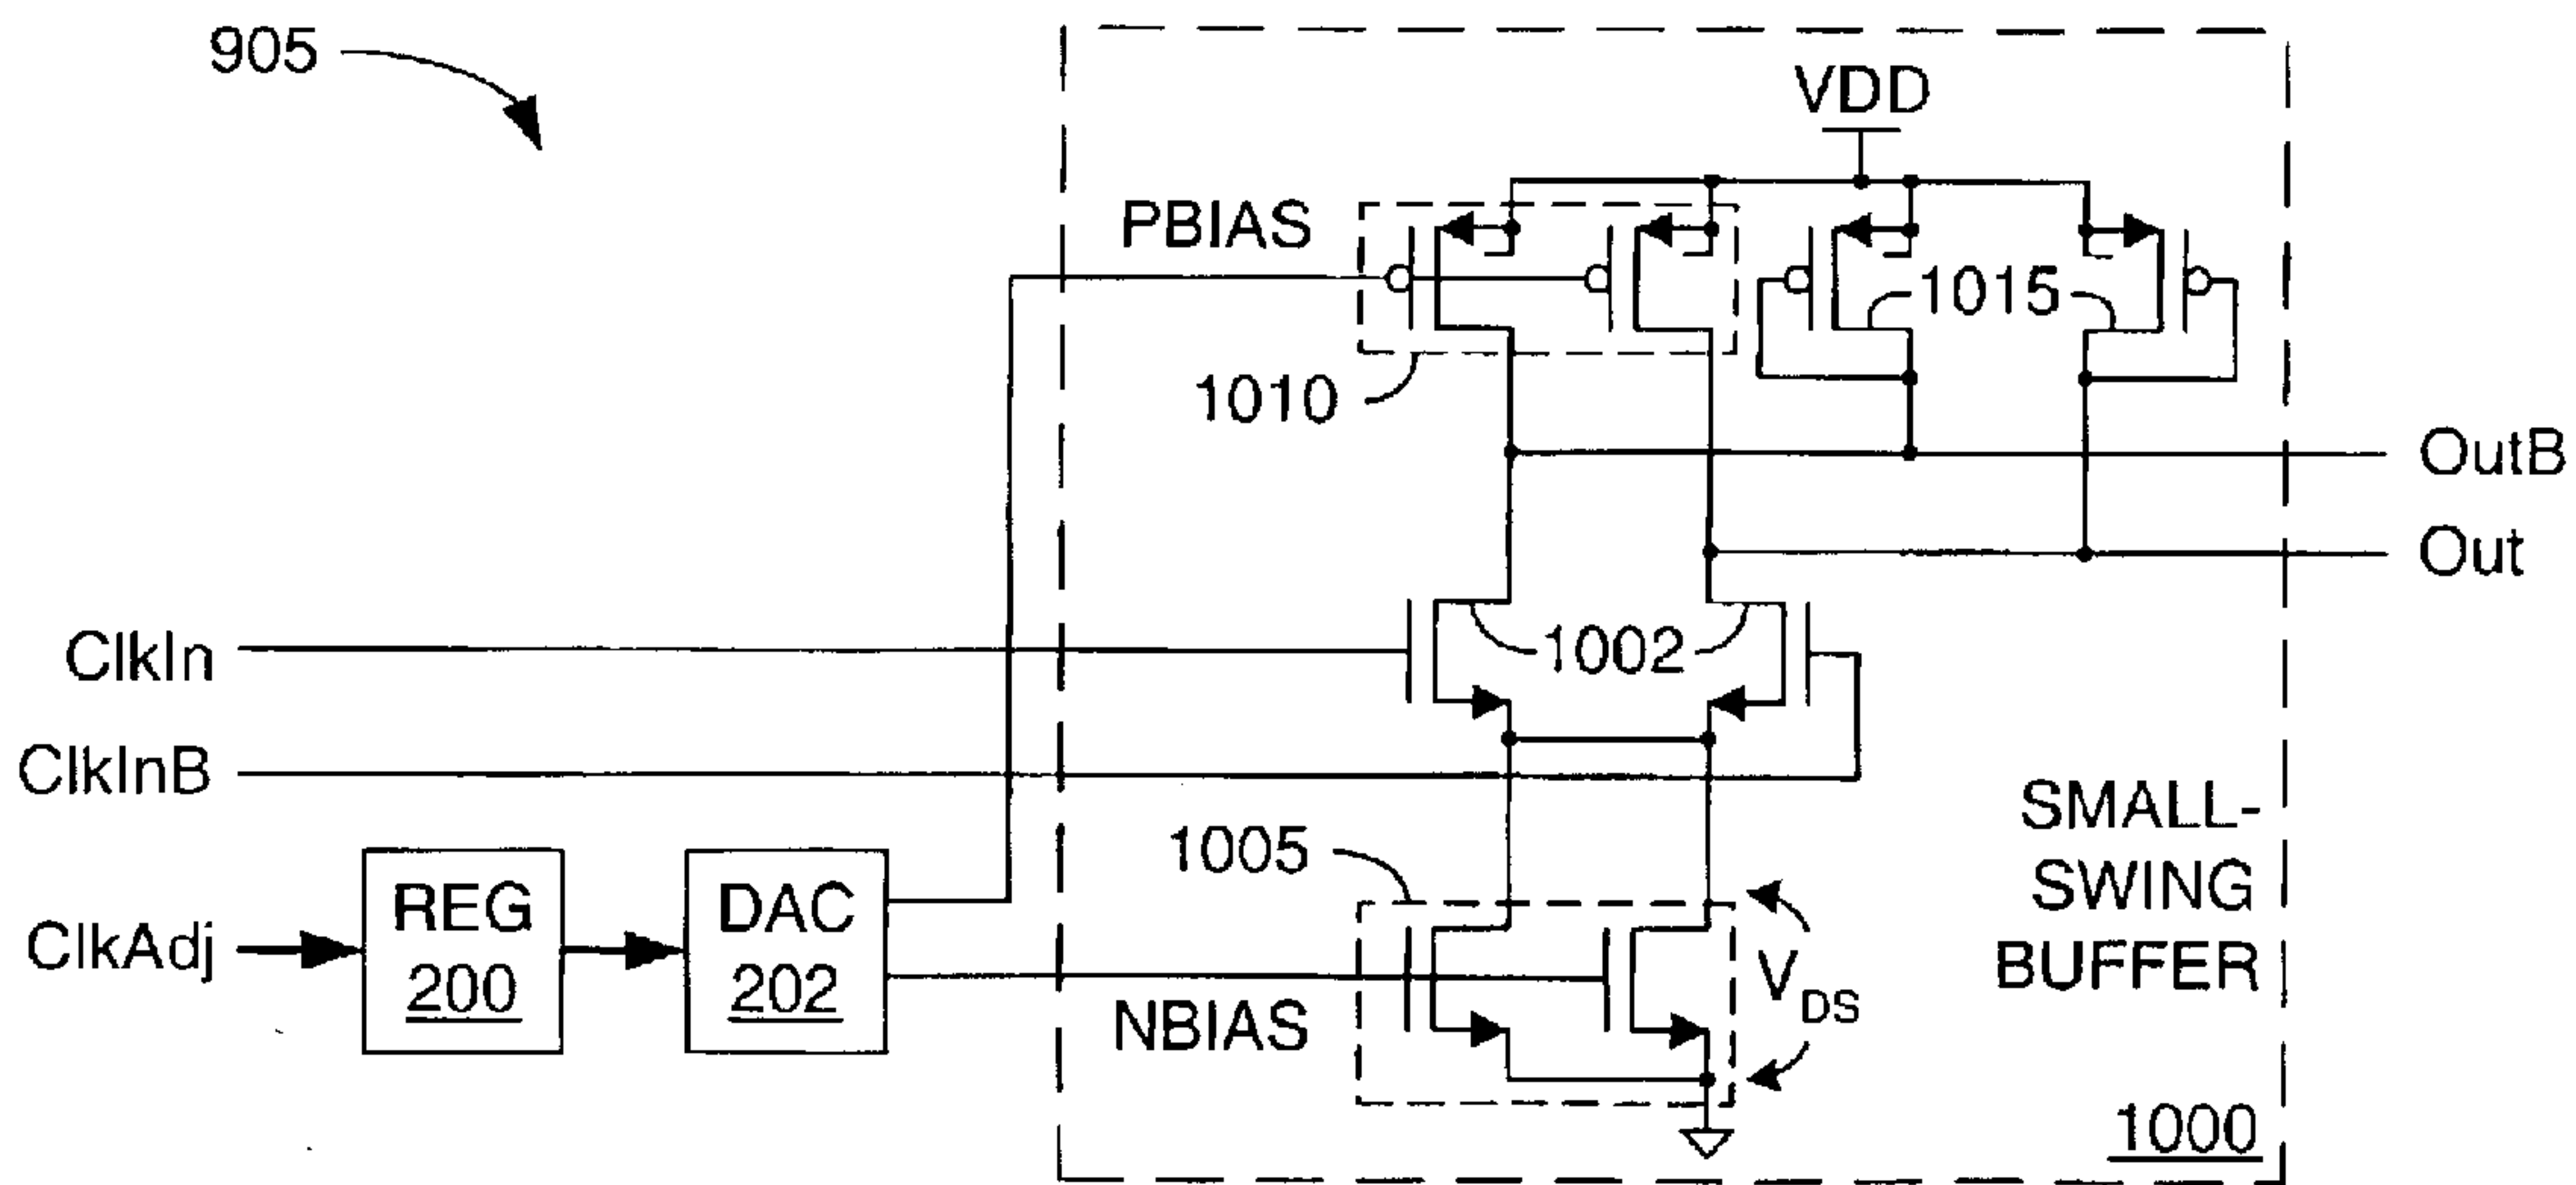 905
VDD
PBIAS
1015
1010
OutB
Out
ClkIn
1002
ClkInB
SMALL-
SWING
BUFFER
1005
ClkAdj
REG
200
DAC
202
NBIAS
VDS
1000